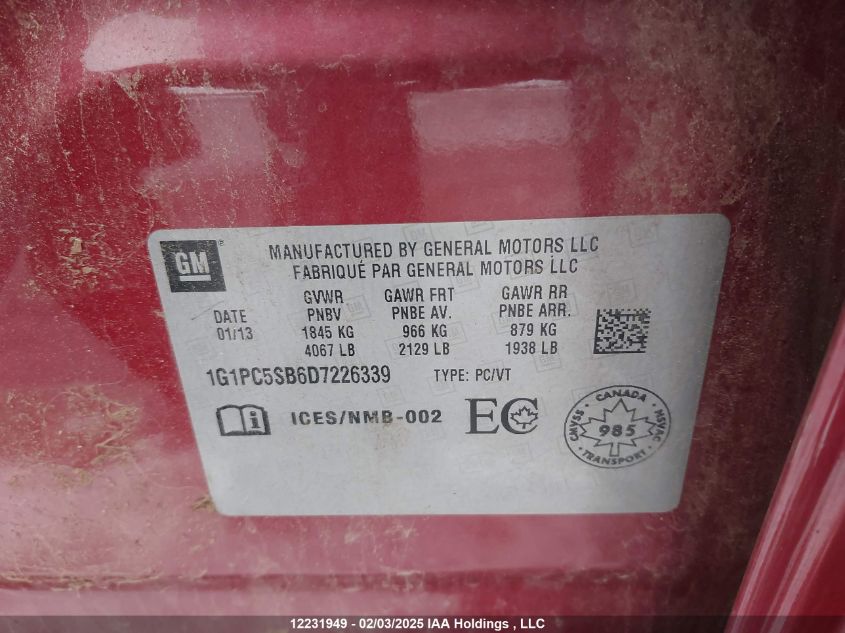 GM
MANUFACTURED BY GENERAL MOTORS LLC
FABRIQUÉ PAR GENERAL MOTORS LLC
GVWR GAWR FRT GAWR RR
DATE PNBV PNBE AV. PNBE ARR.
01/13 1845 KG 966 KG 879 KG
4067 LB 2129 LB 1938 LB
1G1PC5SB6D7226339 TYPE: PC/VT
ICES/NMB-002 EC
CANADA
CMVSS 985 NSVAC
TRANSPORT
12231949 - 02/03/2025 IAA Holdings , LLC